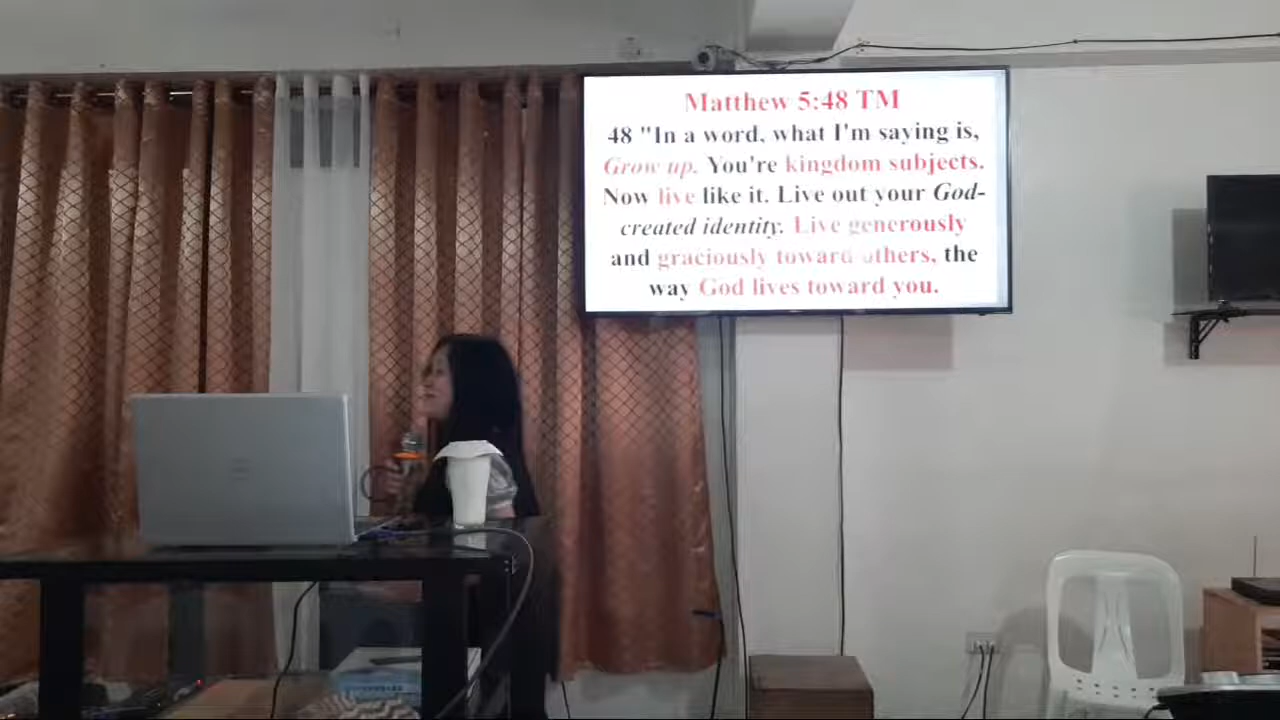 Matthew 5:48 TM
48 "In a word, what I'm saying is,
Grow up. You're kingdom subjects.
Now live like it. Live out your God-
created identity. Live generously
and graciously toward others, the
way God lives toward you.